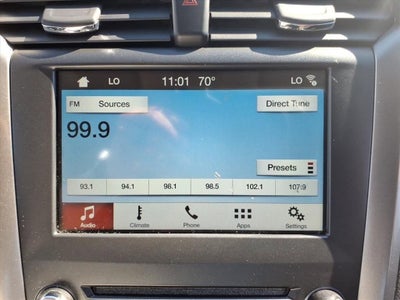 LO 11:01 70° LO
FM Sources Direct Tune
99.9
Presets
93.1 94.1 98.1 98.5 102.1 107.9
Audio Climate Phone Apps Settings